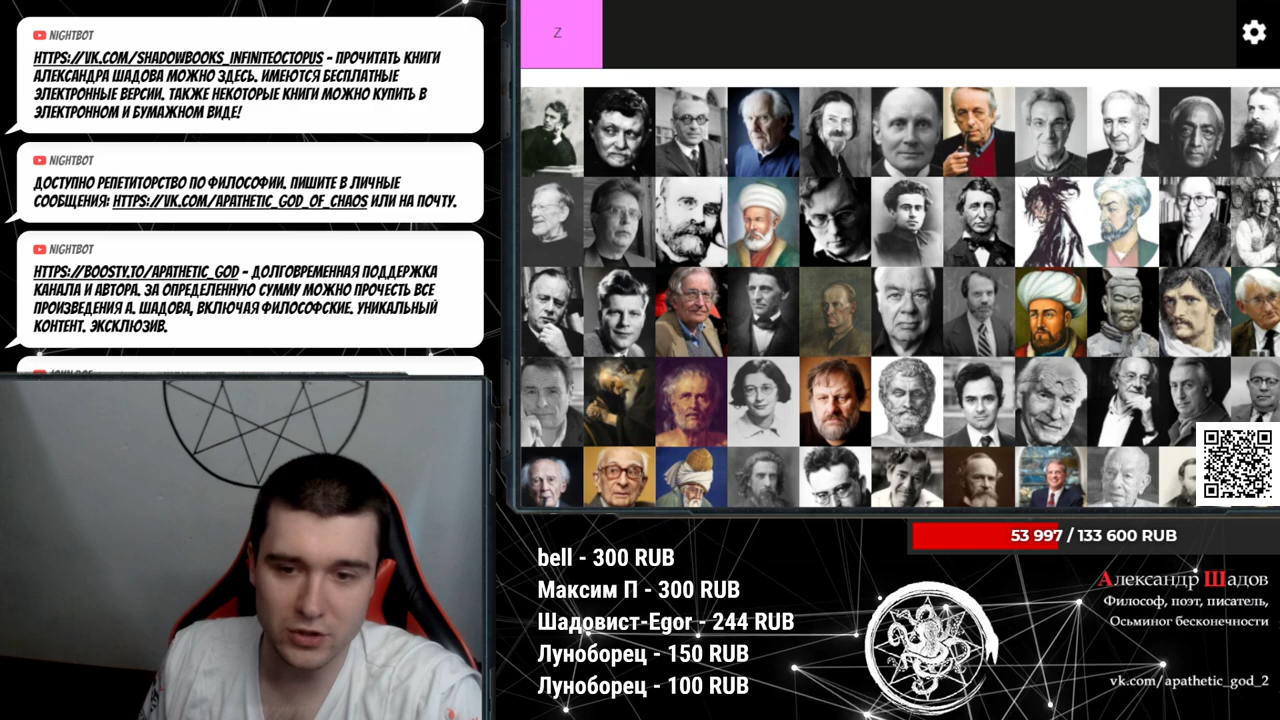 NIGHTBOT
HTTPS://VK.COM/SHADOWBOOKS_INFINITEOCTOPUS - ПРОЧИТАТЬ КНИГИ
АЛЕКСАНДРА ШАДОВА МОЖНО ЗДЕСЬ. ИМЕЮТСЯ БЕСПЛАТНЫЕ
ЭЛЕКТРОННЫЕ ВЕРСИИ. ТАКЖЕ НЕКОТОРЫЕ КНИГИ МОЖНО КУПИТЬ В
ЭЛЕКТРОННОМ И БУМАЖНОМ ВИДЕ!
NIGHTBOT
ДОСТУПНО РЕПЕТИТОРСТВО ПО ФИЛОСОФИИ. ПИШИТЕ В ЛИЧНЫЕ
СООБЩЕНИЯ: HTTPS://VK.COM/APATHETIC_GOD_OF_CHAOS ИЛИ НА ПОЧТУ.
NIGHTBOT
HTTPS://BOOSTY.TO/APATHETIC_GOD - ДОЛГОВРЕМЕННАЯ ПОДДЕРЖКА
КАНАЛА И АВТОРА. ЗА ОПРЕДЕЛЕННУЮ СУММУ МОЖНО ПРОЧЕСТЬ ВСЕ
ПРОИЗВЕДЕНИЯ А. ШАДОВА, ВКЛЮЧАЯ ФИЛОСОФСКИЕ. УНИКАЛЬНЫЙ
КОНТЕНТ. ЭКСКЛЮЗИВ.
Z
53 997 / 133 600 RUB
bell - 300 RUB
Максим П - 300 RUB
Шадовист-Egor - 244 RUB
Луноборец - 150 RUB
Луноборец - 100 RUB
Александр Шадов
Философ, поэт, писатель,
Осьминог бесконечности
vk.com/apathetic_god_2